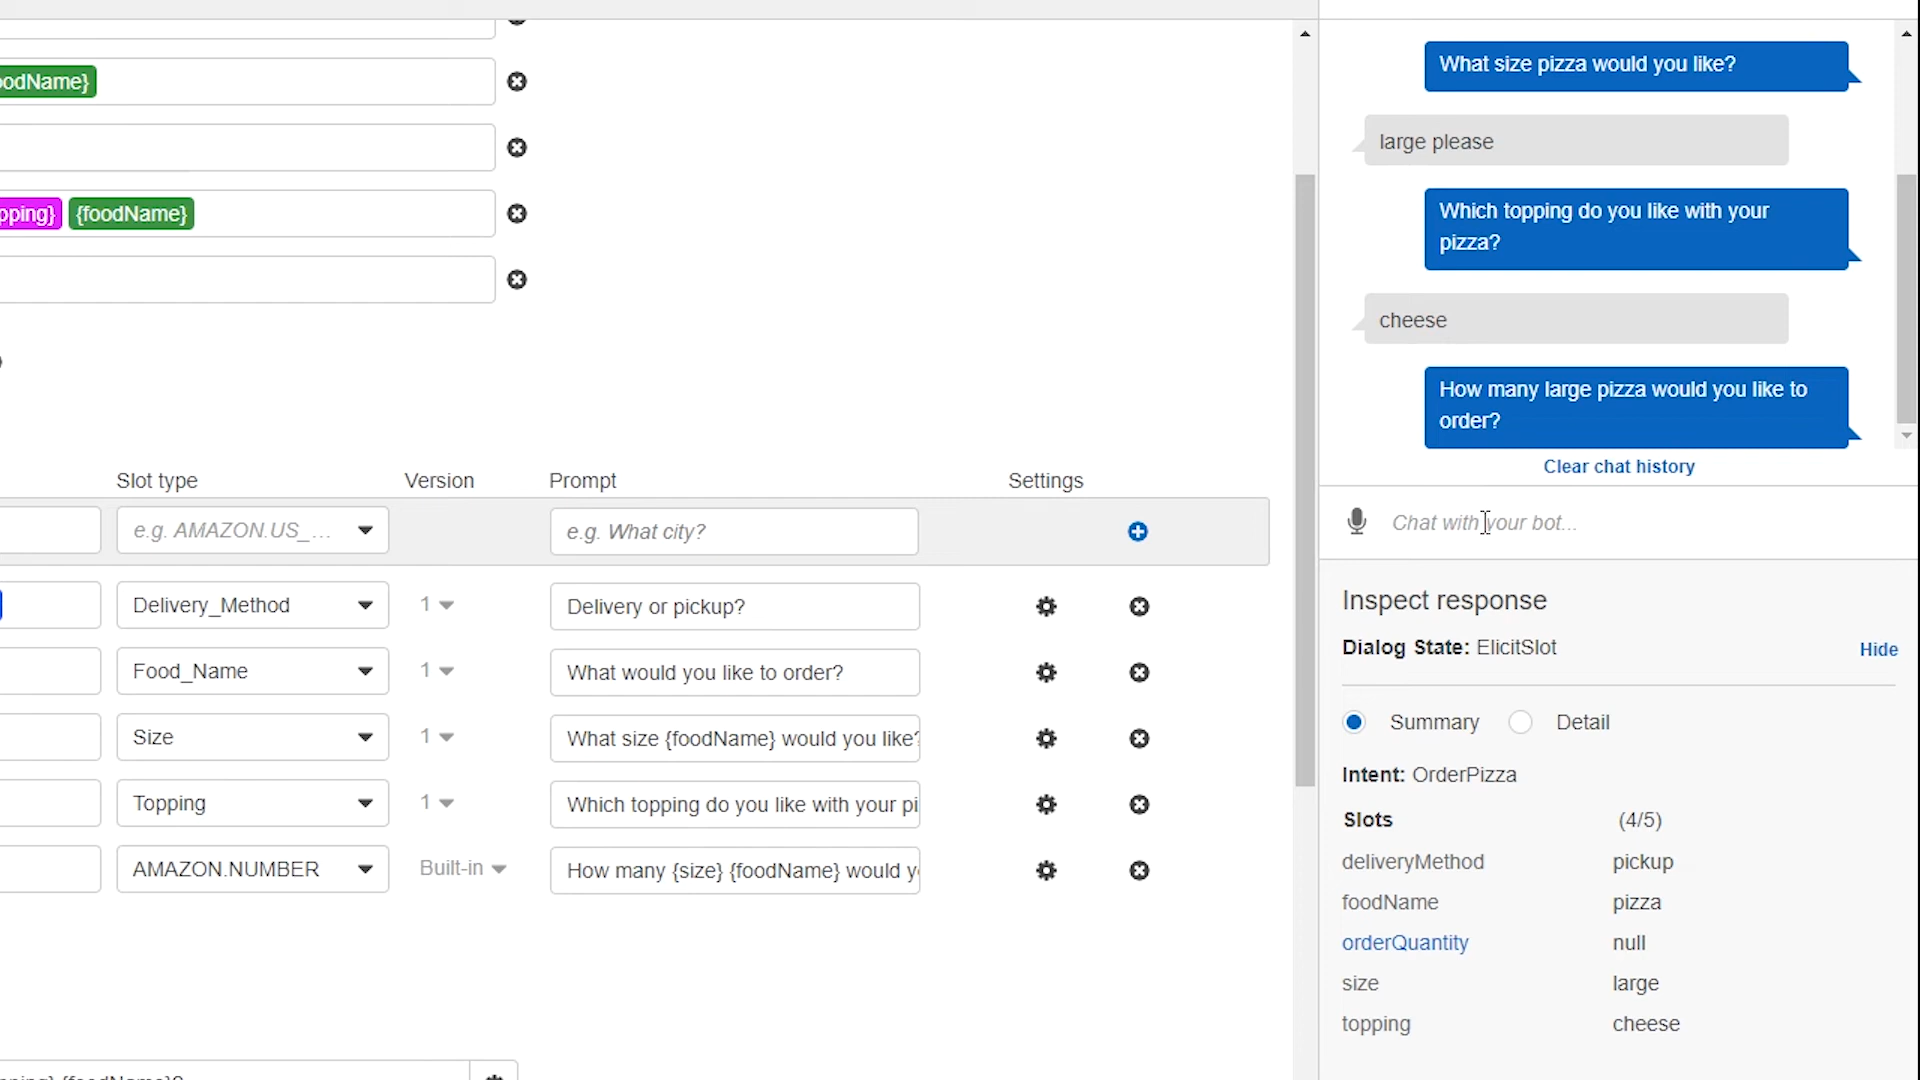 oodName}
pping} {foodName}
Slot type Version Prompt Settings
e.g. AMAZON.US_... e.g. What city?
Delivery_Method 1 Delivery or pickup?
Food_Name 1 What would you like to order?
Size 1 What size {foodName} would you like?
Topping 1 Which topping do you like with your pi
AMAZON.NUMBER Built-in How many {size} {foodName} would y
What size pizza would you like?
large please
Which topping do you like with your
pizza?
cheese
How many large pizza would you like to
order?
Clear chat history
Chat with your bot...
Inspect response
Dialog State: ElicitSlot Hide
Summary Detail
Intent: OrderPizza
Slots (4/5)
deliveryMethod pickup
foodName pizza
orderQuantity null
size large
topping cheese